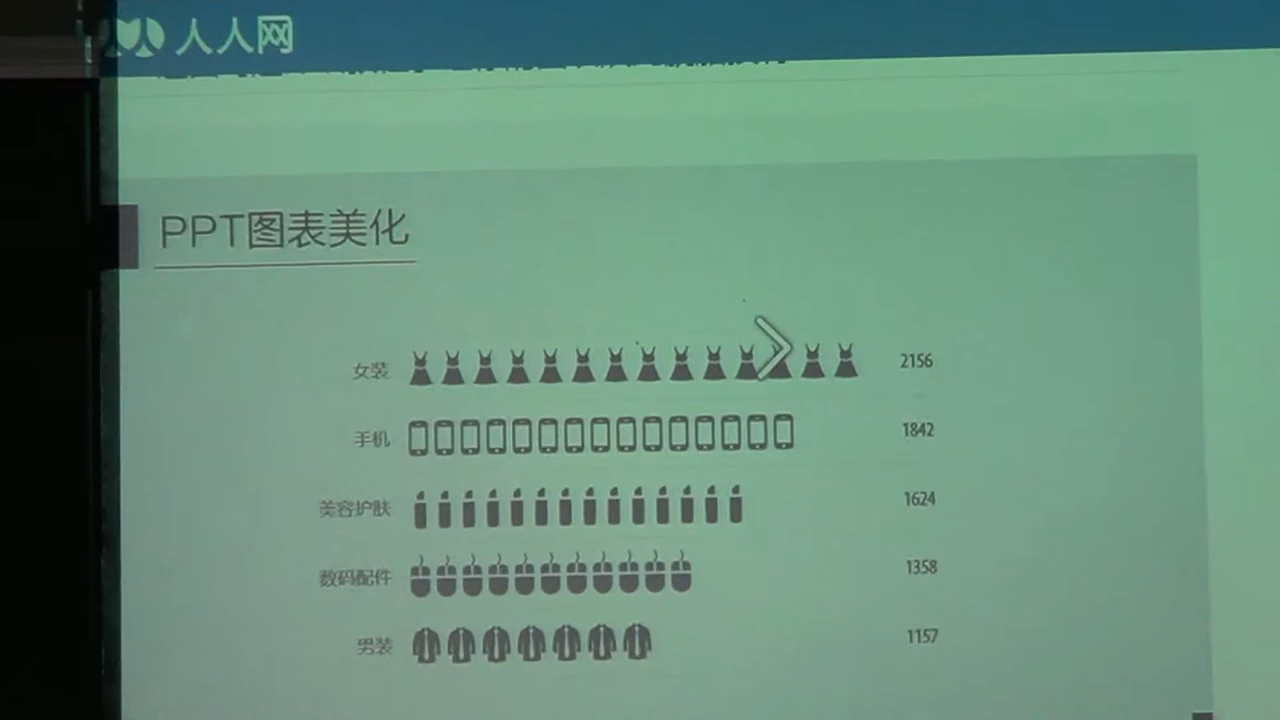 人人网
PPT图表美化
女装 2156
手机 1842
美容护肤 1624
数码配件 1358
男装 1157